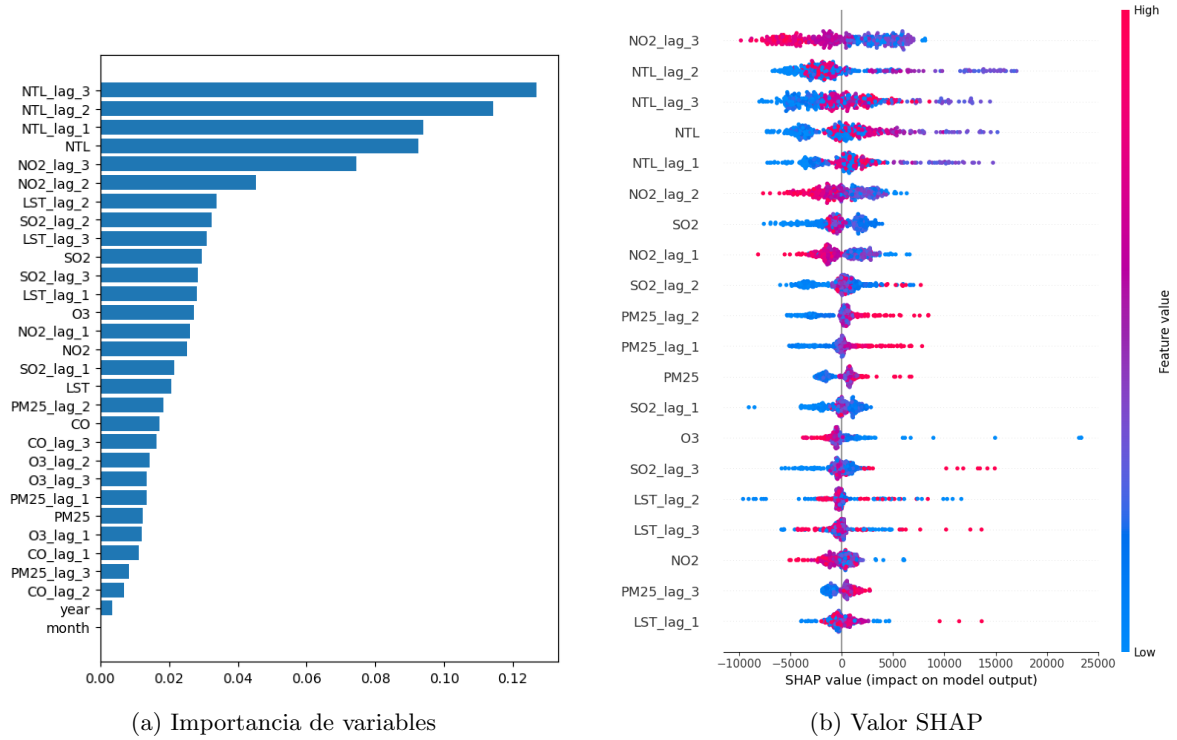 NTL_lag_3
NTL_lag_2
NTL_lag_1
NTL
NO2_lag_3
NO2_lag_2
LST_lag_2
SO2_lag_2
LST_lag_3
SO2
SO2_lag_3
LST_lag_1
O3
NO2_lag_1
NO2
SO2_lag_1
LST
PM25_lag_2
CO
CO_lag_3
O3_lag_2
O3_lag_3
PM25_lag_1
PM25
O3_lag_1
CO_lag_1
PM25_lag_3
CO_lag_2
year
month
0.00 0.02 0.04 0.06 0.08 0.10 0.12
(a) Importancia de variables
NO2_lag_3
NTL_lag_2
NTL_lag_3
NTL
NTL_lag_1
NO2_lag_2
SO2
NO2_lag_1
SO2_lag_2
PM25_lag_2
PM25_lag_1
PM25
SO2_lag_1
O3
SO2_lag_3
LST_lag_2
LST_lag_3
NO2
PM25_lag_3
LST_lag_1
−10000 −5000 0 5000 10000 15000 20000 25000
SHAP value (impact on model output)
High
Feature value
Low
(b) Valor SHAP